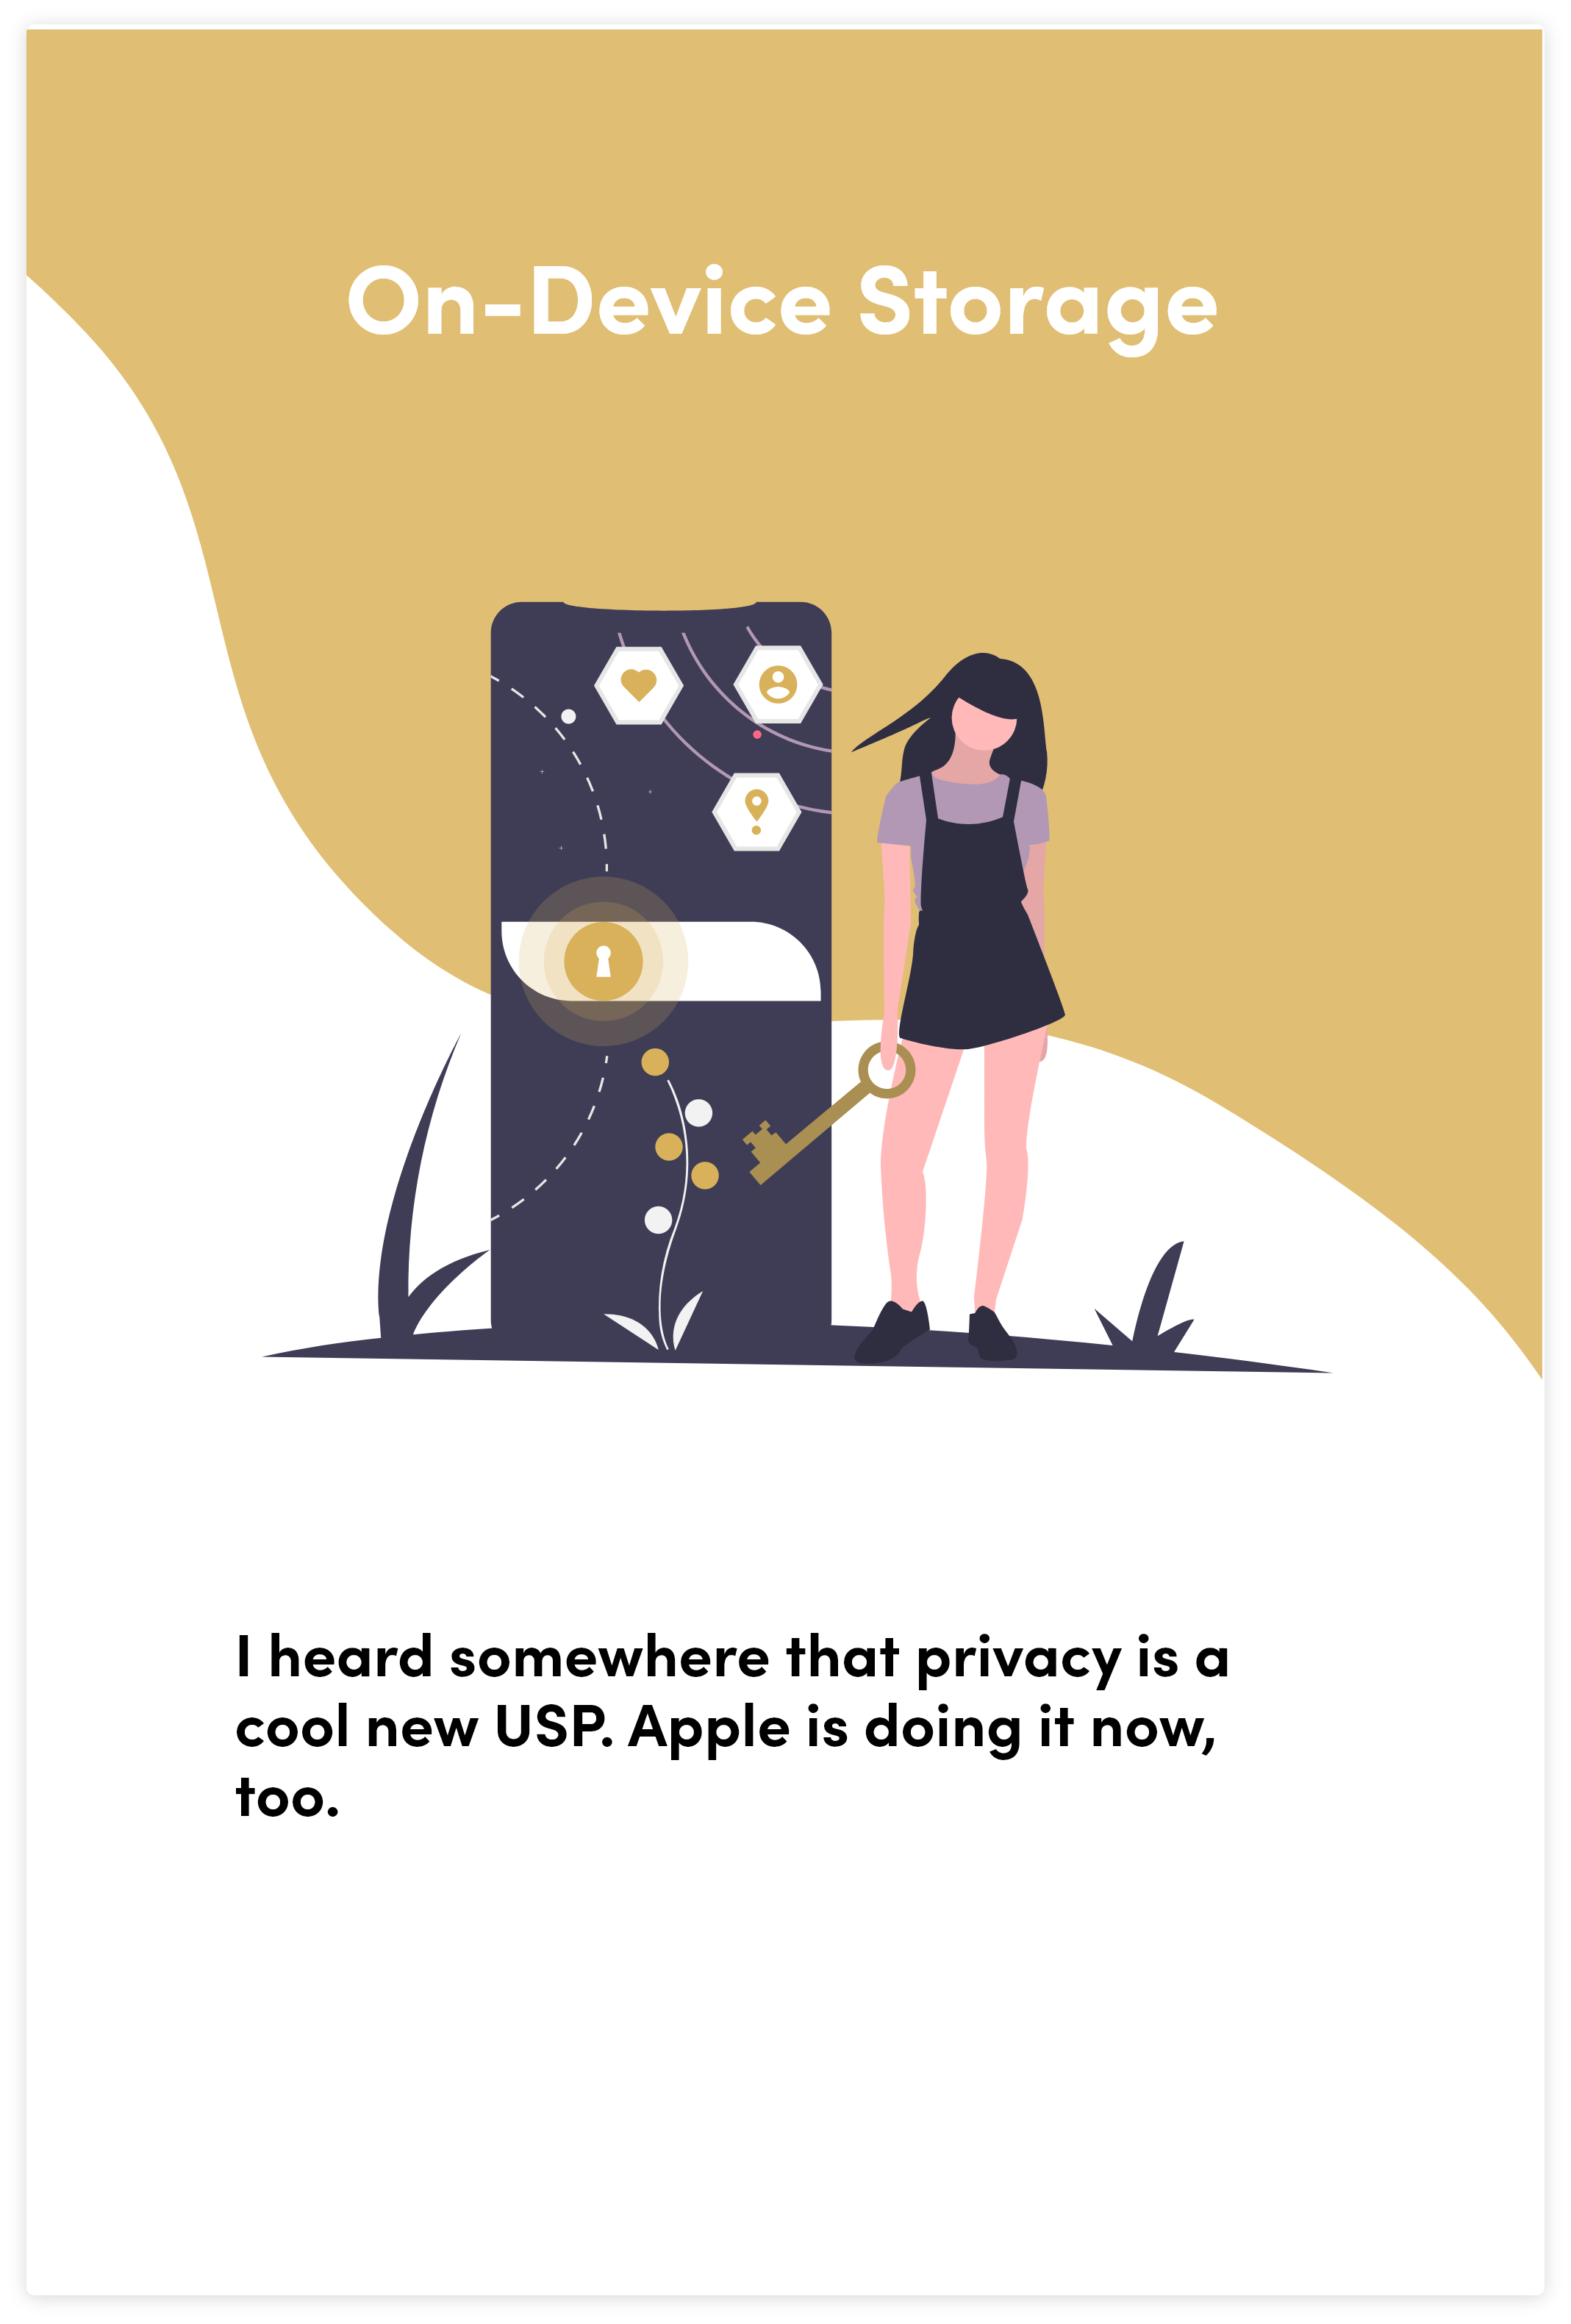 On-Device Storage
I heard somewhere that privacy is a
cool new USP. Apple is doing it now,
too.